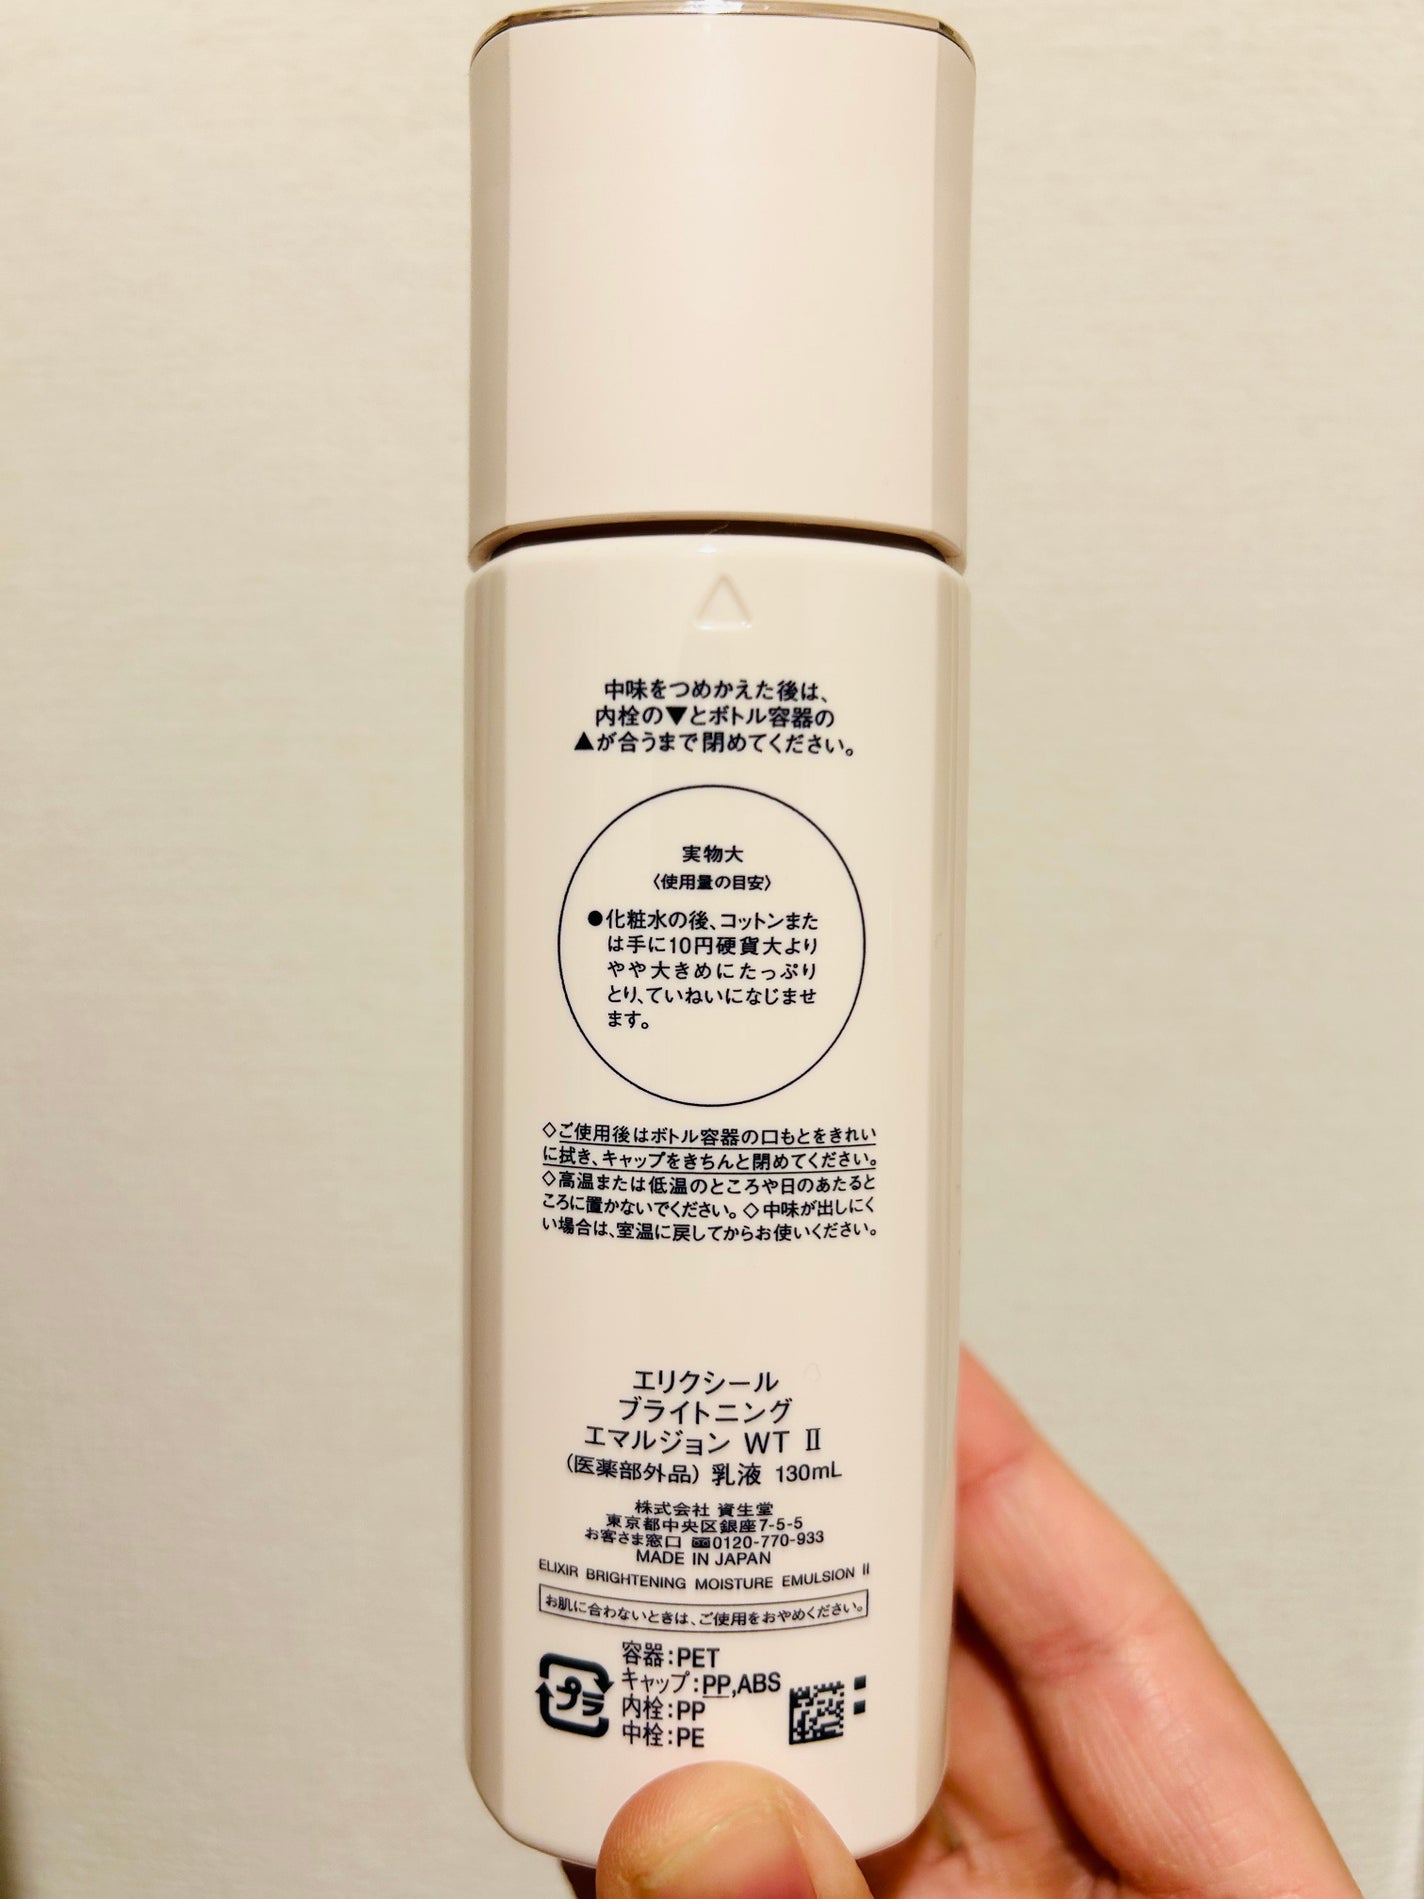 中味をつめかえた後は、
内栓の▼とボトル容器の
▲が合うまで閉めてください。
実物大
〈使用量の目安〉
●化粧水の後、コットンまた
は手に10円硬貨大より
やや大きめにたっぷり
とり、ていねいになじませ
ます。
◇ご使用後はボトル容器の口もとをきれい
に拭き、キャップをきちんと閉めてください。
◇高温または低温のところや日のあたると
ころに置かないでください。◇中味が出しにく
い場合は、室温に戻してからお使いください。
エリクシール
ブライトニング
エマルジョン WT Ⅱ
(医薬部外品) 乳液 130mL
株式会社 資生堂
東京都中央区銀座7-5-5
お客さま窓口 0120-770-933
MADE IN JAPAN
ELIXIR BRIGHTENING MOISTURE EMULSION II
お肌に合わないときは、ご使用をおやめください。
プラ
容器:PET
キャップ:PP,ABS
内栓:PP
中栓:PE